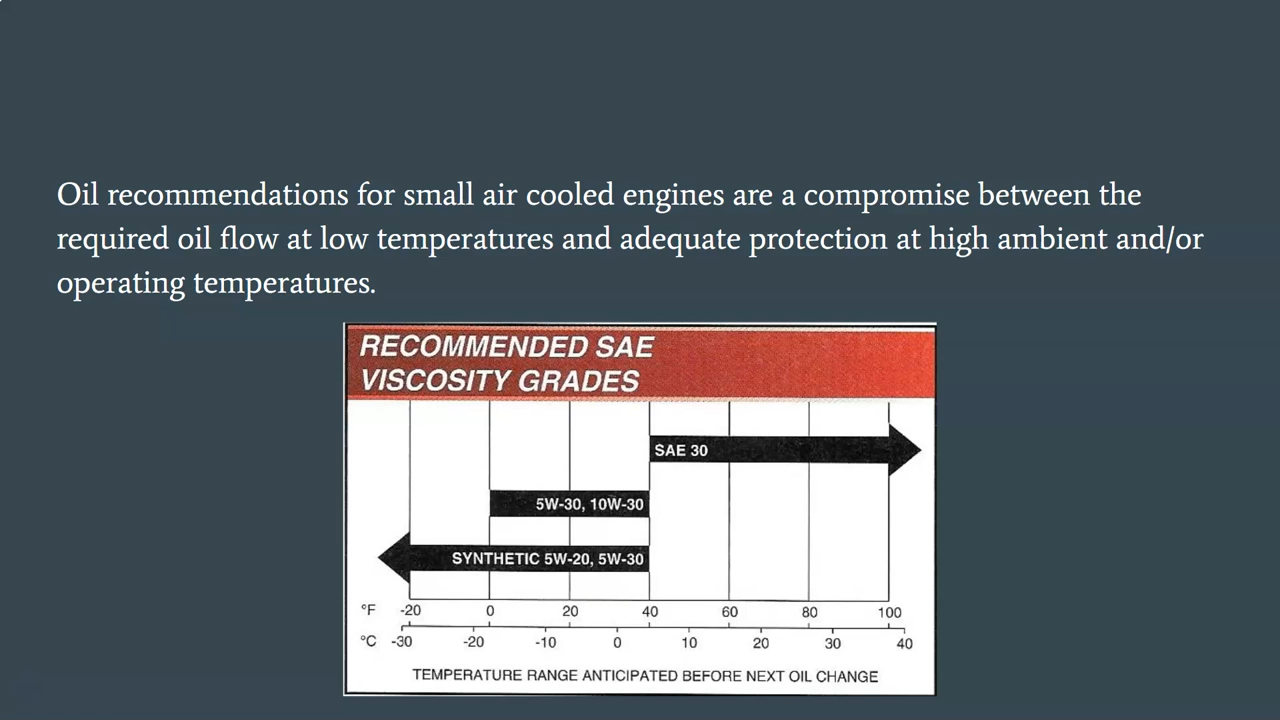 Oil recommendations for small air cooled engines are a compromise between the
required oil flow at low temperatures and adequate protection at high ambient and/or
operating temperatures.
RECOMMENDED SAE
VISCOSITY GRADES
SAE 30
5W-30, 10W-30
SYNTHETIC 5W-20, 5W-30
°F -20 0 20 40 60 80 100
°C -30 -20 -10 0 10 20 30 40
TEMPERATURE RANGE ANTICIPATED BEFORE NEXT OIL CHANGE